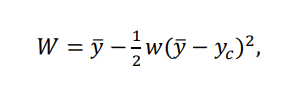 W = ȳ − ½w(ȳ − y_c)²,